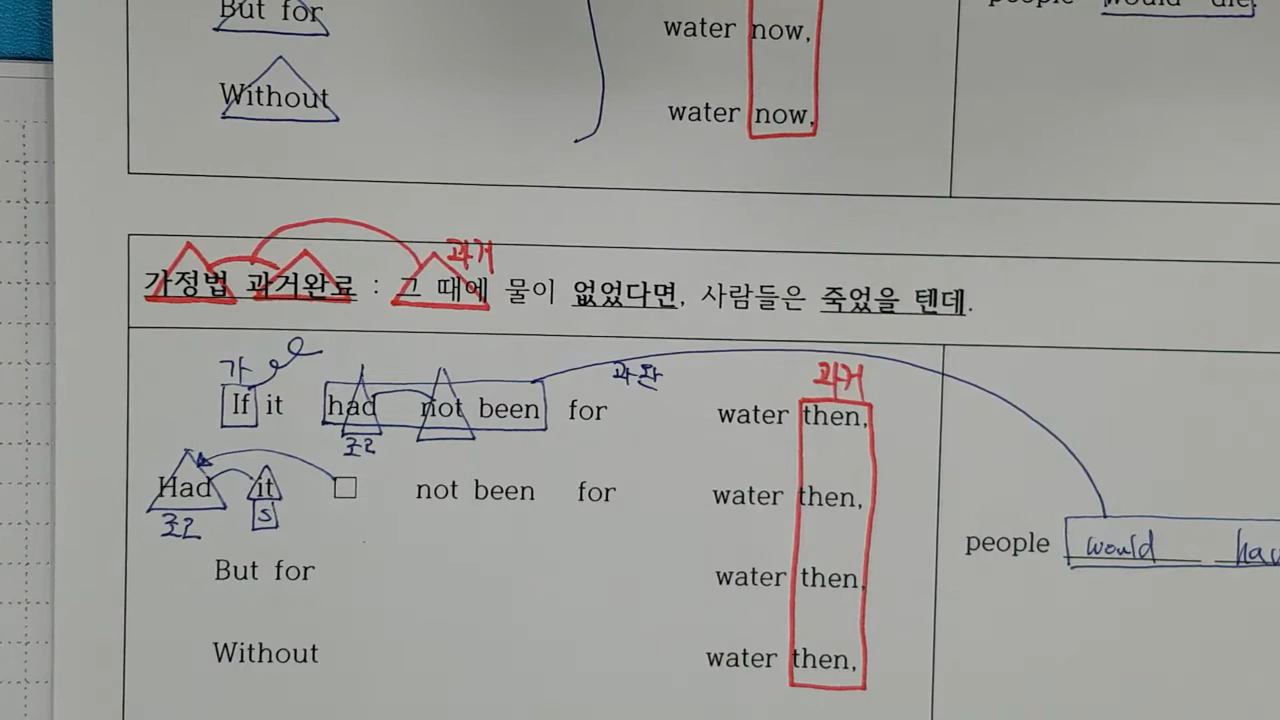 But for water now, people would die.
Without water now,
과거
가정법 과거완료 : 그 때에 물이 없었다면, 사람들은 죽었을 텐데.
가 과완 과거
If it had not been for water then,
조
Had it □ not been for water then,
조 S
people would
But for water then,
Without water then,